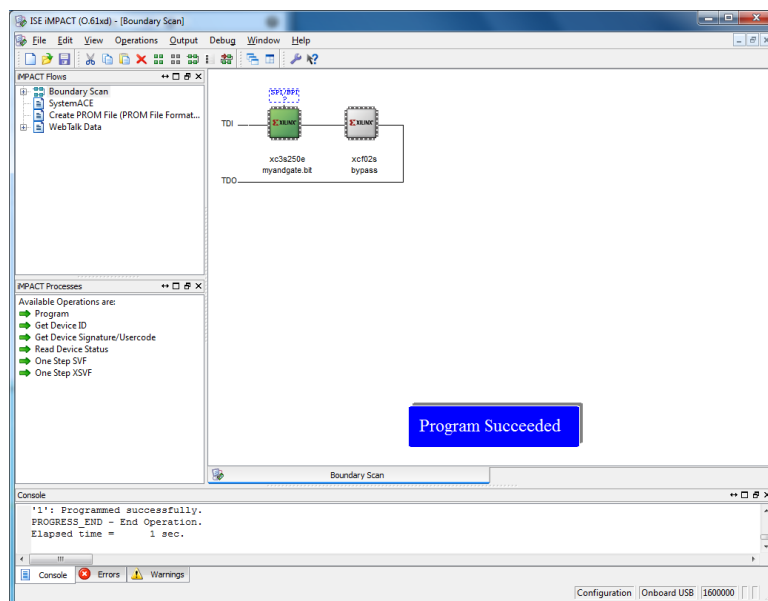 ISE iMPACT (O.61xd) - [Boundary Scan]
File Edit View Operations Output Debug Window Help
iMPACT Flows
Boundary Scan
SystemACE
Create PROM File (PROM File Format...
WebTalk Data
SPI/BPI
?
TDI
XILINX
XILINX
xc3s250e
xcf02s
myandgate.bit
bypass
TDO
iMPACT Processes
Available Operations are:
Program
Get Device ID
Get Device Signature/Usercode
Read Device Status
One Step SVF
One Step XSVF
Program Succeeded
Boundary Scan
Console
'1': Programmed successfully.
PROGRESS_END - End Operation.
Elapsed time = 1 sec.
Console Errors Warnings
Configuration Onboard USB 1600000